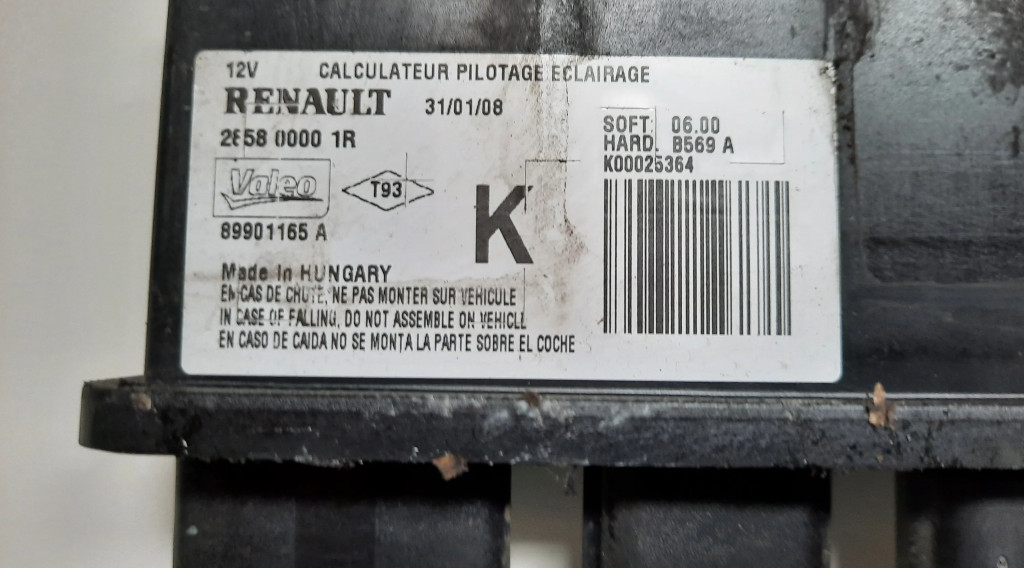 12V CALCULATEUR PILOTAGE ECLAIRAGE
RENAULT 31/01/08
2658 0000 1R
SOFT: 06.00
HARD. B569 A
K00025364
Valeo T93 K
89901165 A
Made In HUNGARY
EN CAS DE CHUTE, NE PAS MONTER SUR VEHICULE
IN CASE OF FALLING, DO NOT ASSEMBLE ON VEHICLE
EN CASO DE CAIDA NO SE MONTA LA PARTE SOBRE EL COCHE